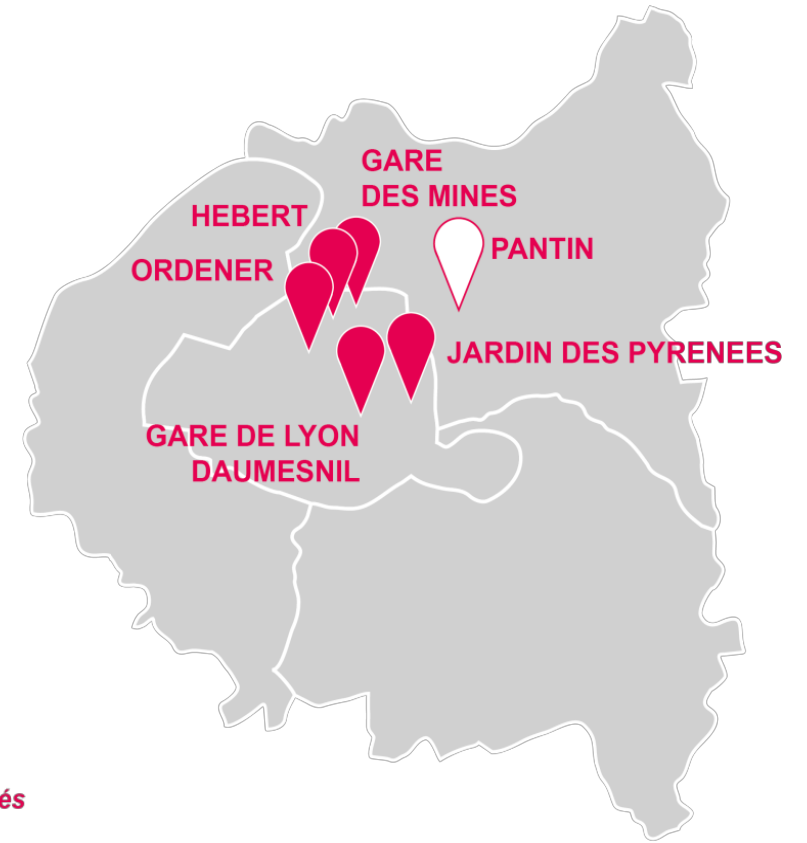 GARE
DES MINES
HEBERT
PANTIN
ORDENER
JARDIN DES PYRENEES
GARE DE LYON
DAUMESNIL
és